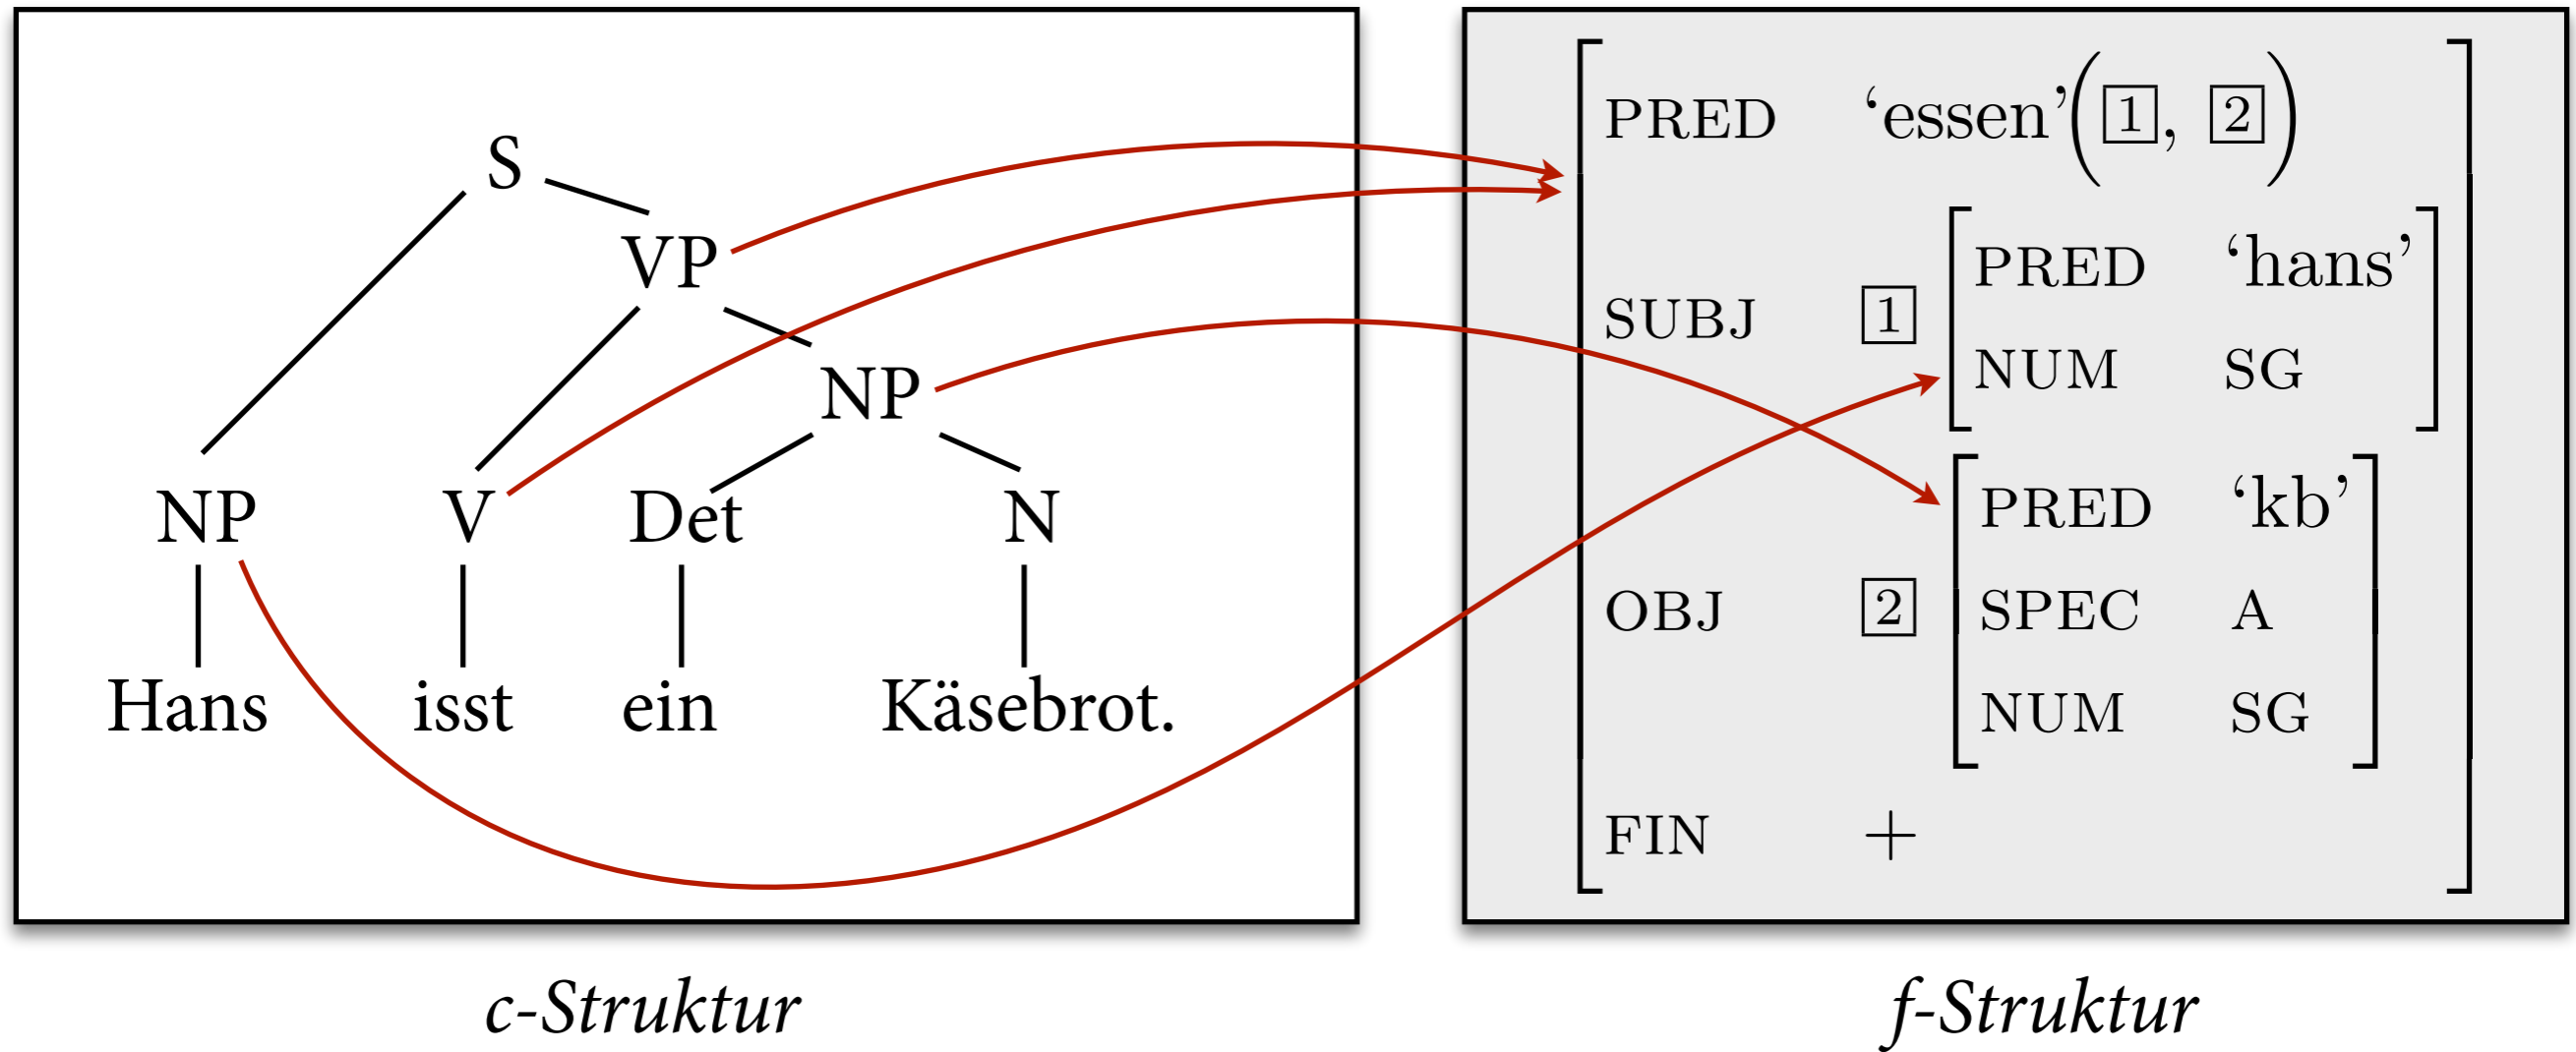 S
VP
NP
NP V Det N
Hans isst ein Käsebrot.
c-Struktur
PRED ‘essen’(1, 2)
SUBJ 1 PRED ‘hans’
NUM SG
OBJ 2 PRED ‘kb’
SPEC A
NUM SG
FIN +
f-Struktur